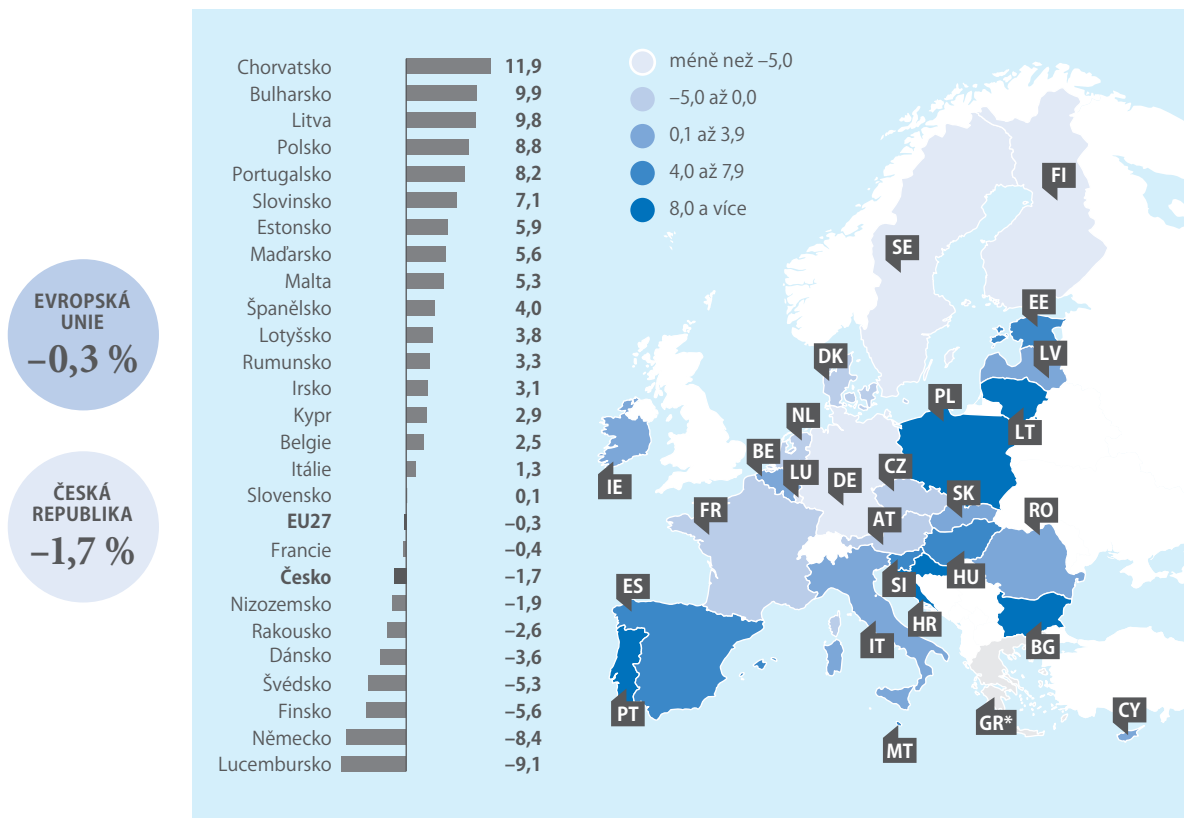 EVROPSKÁ
UNIE
–0,3 %
ČESKÁ
REPUBLIKA
–1,7 %
Chorvatsko 11,9
Bulharsko 9,9
Litva 9,8
Polsko 8,8
Portugalsko 8,2
Slovinsko 7,1
Estonsko 5,9
Maďarsko 5,6
Malta 5,3
Španělsko 4,0
Lotyšsko 3,8
Rumunsko 3,3
Irsko 3,1
Kypr 2,9
Belgie 2,5
Itálie 1,3
Slovensko 0,1
EU27 –0,3
Francie –0,4
Česko –1,7
Nizozemsko –1,9
Rakousko –2,6
Dánsko –3,6
Švédsko –5,3
Finsko –5,6
Německo –8,4
Lucembursko –9,1
méně než –5,0
–5,0 až 0,0
0,1 až 3,9
4,0 až 7,9
8,0 a více
FI
SE
EE
LV
DK
PL
LT
NL
BE
LU
DE
CZ
IE
SK
FR
AT
RO
ES
SI
HU
HR
IT
BG
PT
GR*
CY
MT